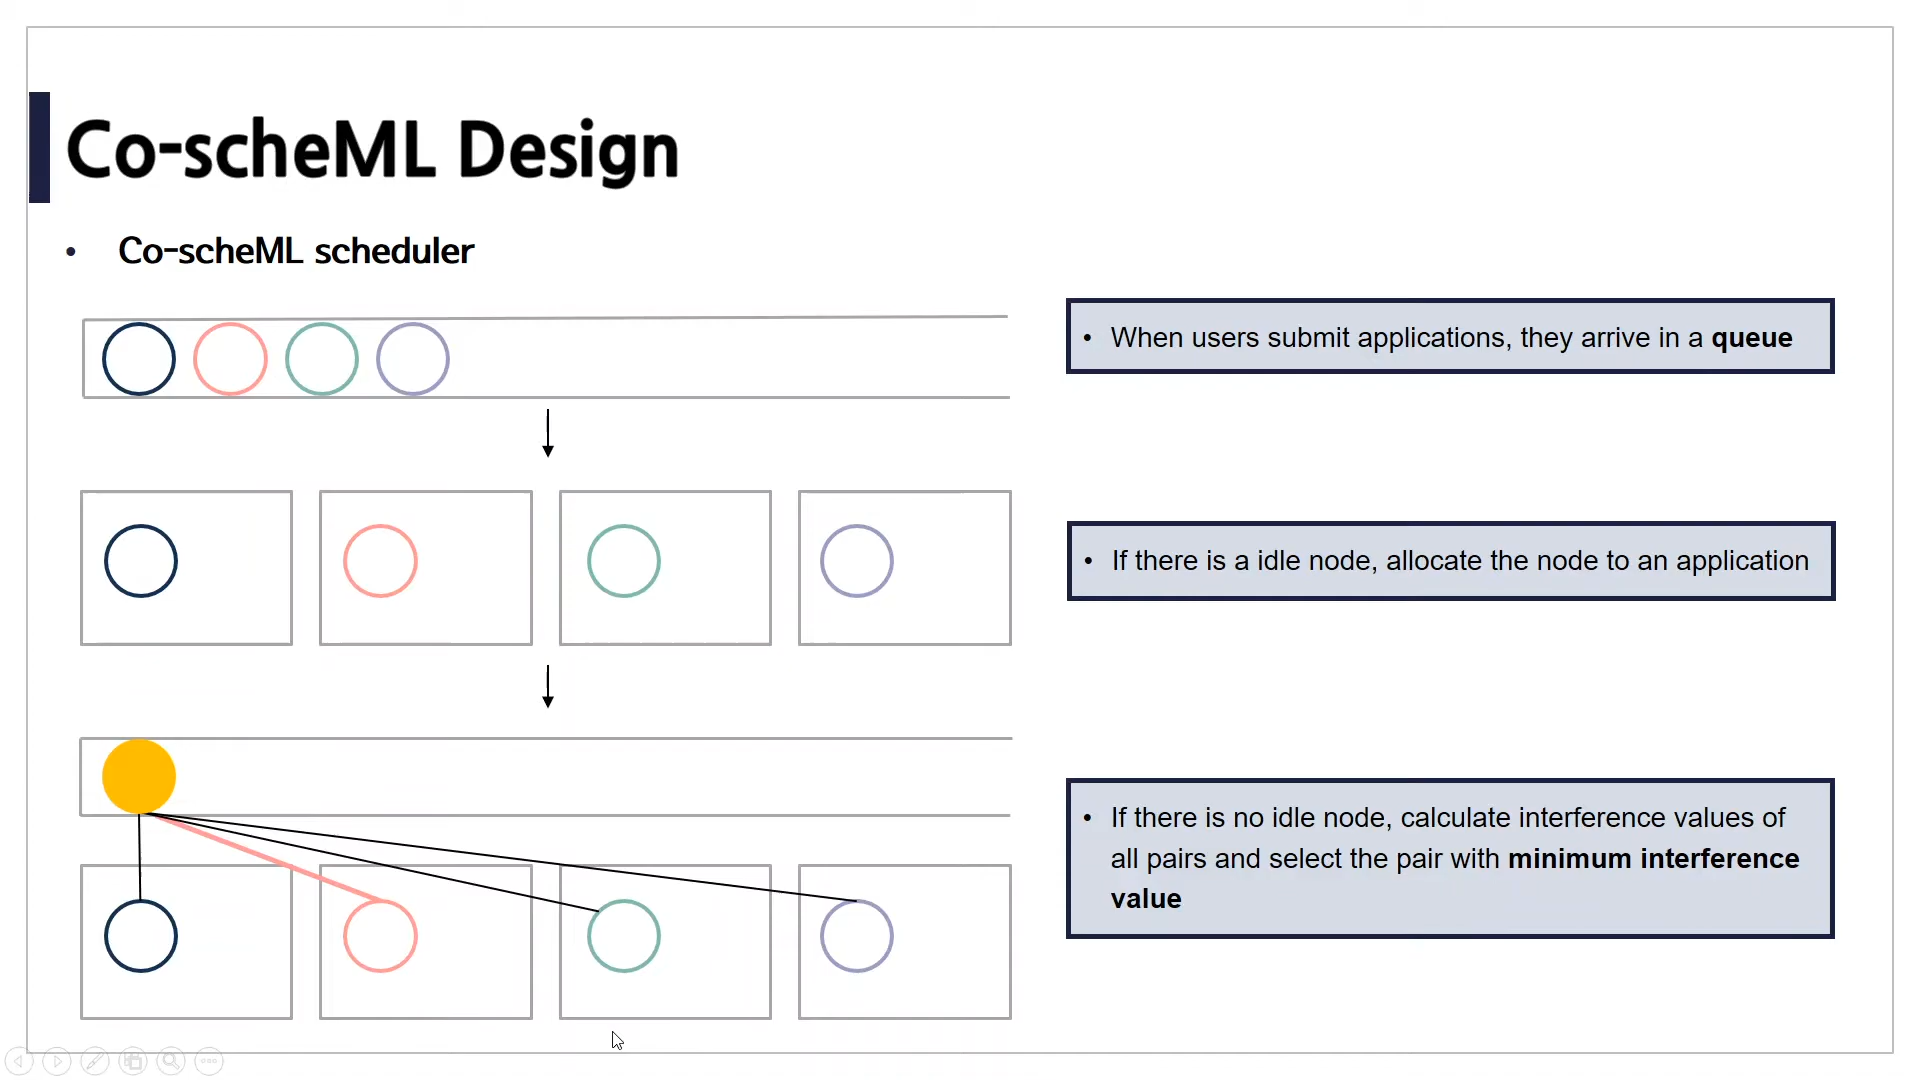 Co-scheML Design
• Co-scheML scheduler
• When users submit applications, they arrive in a queue
• If there is a idle node, allocate the node to an application
• If there is no idle node, calculate interference values of
all pairs and select the pair with minimum interference
value